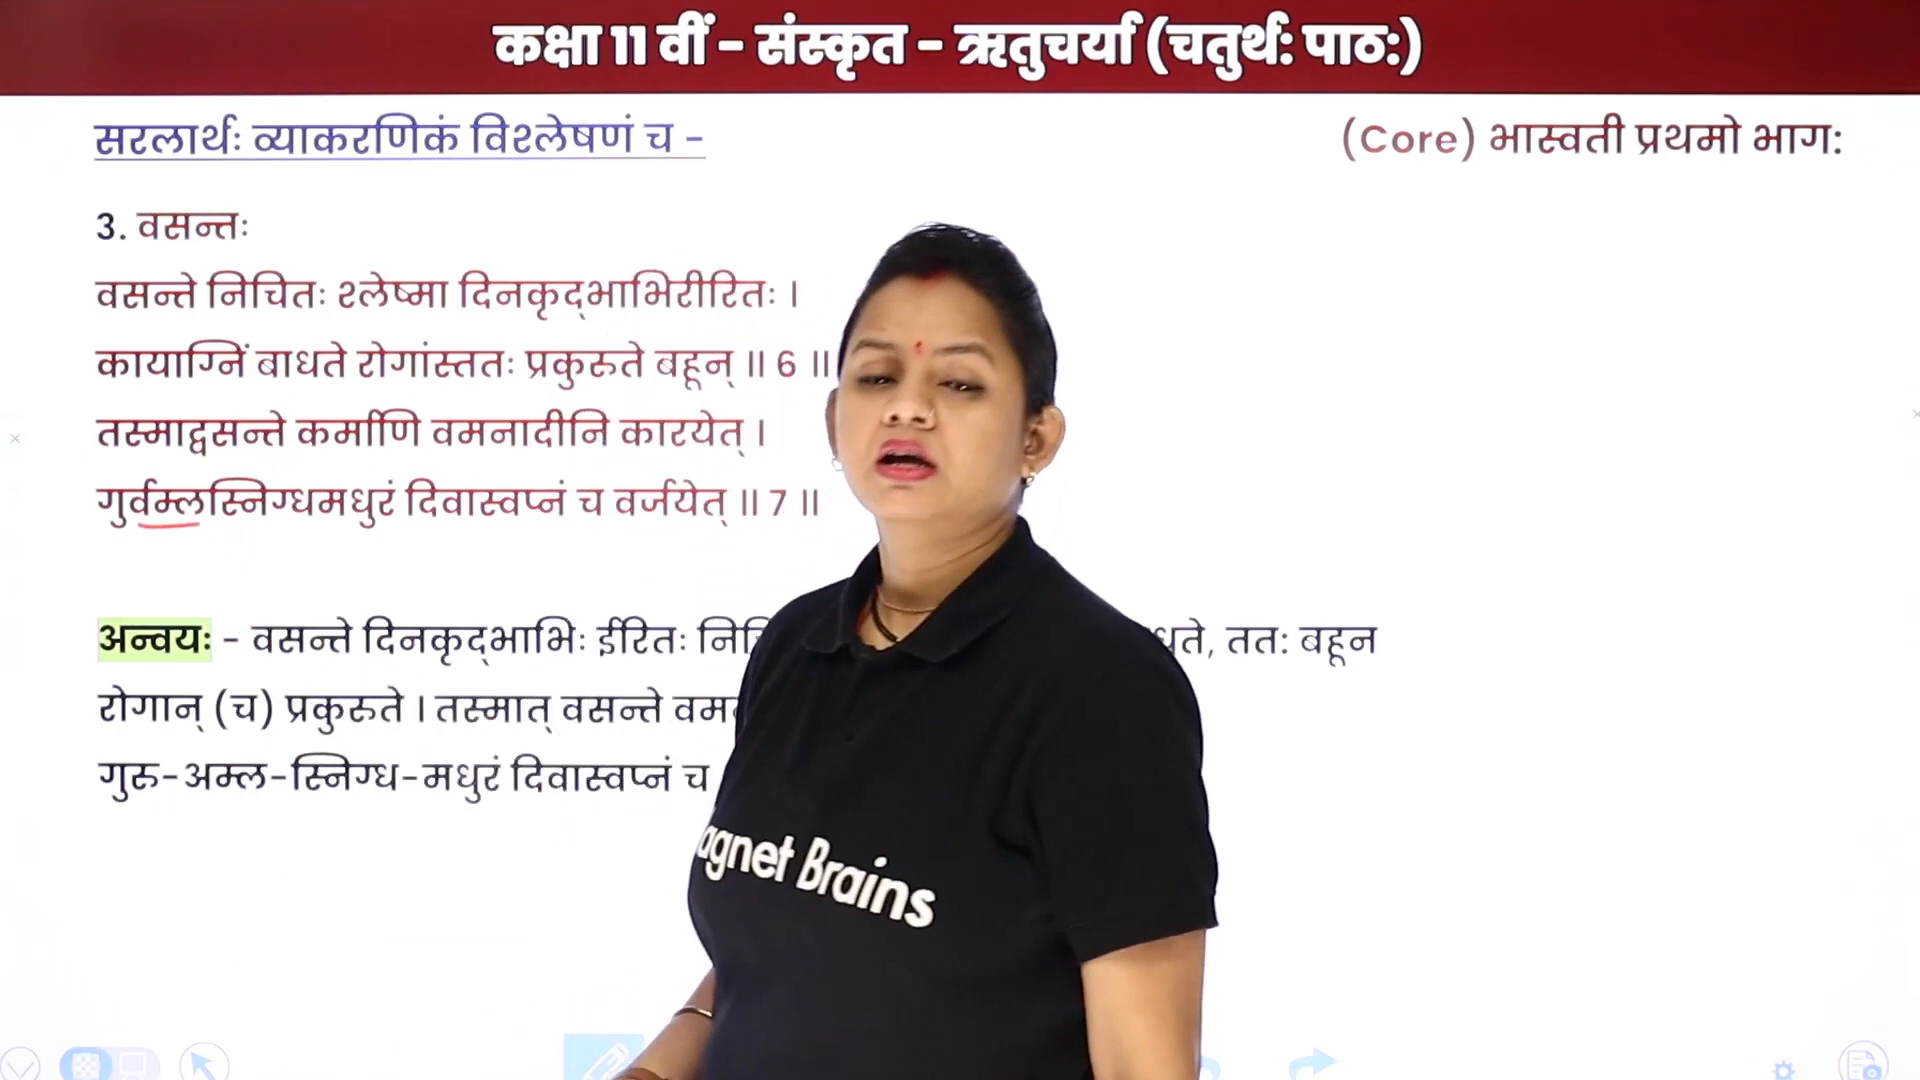 कक्षा 11 वीं - संस्कृत - ऋतुचर्या (चतुर्थ: पाठ:)
सरलार्थः व्याकरणिकं विश्लेषणं च -
(Core) भास्वती प्रथमो भाग:
3. वसन्तः
वसन्ते निचितः श्लेष्मा दिनकृद्भाभिरीरितः ।
कायाग्निं बाधते रोगांस्ततः प्रकुरुते बहून् ॥ 6 ॥
तस्माद्वसन्ते कर्माणि वमनादीनि कारयेत् ।
गुर्वम्लस्निग्धमधुरं दिवास्वप्नं च वर्जयेत् ॥ 7 ॥
अन्वयः - वसन्ते दिनकृद्भाभिः ईरितः तत: बहून
रोगान् (च) प्रकुरुते । तस्मात् वसन्ते
गुरु-अम्ल-स्निग्ध-मधुरं दिवास्वप्नं च
Brains